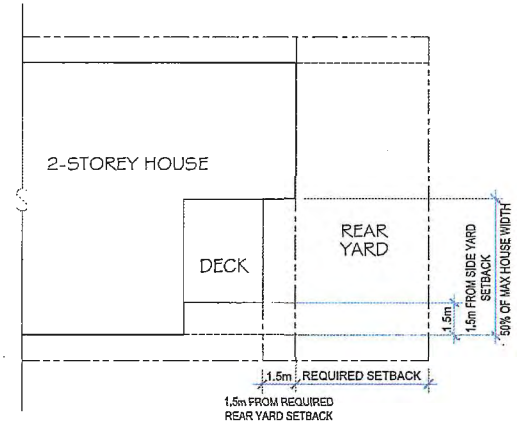 2-STOREY HOUSE
DECK
REAR
YARD
1.5m
1.5m FROM SIDE YARD
SETBACK
50% OF MAX HOUSE WIDTH
1.5m
REQUIRED SETBACK
1.5m FROM REQUIRED
REAR YARD SETBACK